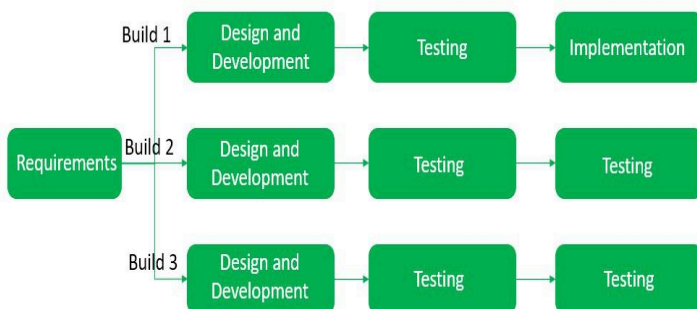 Build 1
Design and
Development
Testing
Implementation
Requirements
Build 2
Design and
Development
Testing
Testing
Build 3
Design and
Development
Testing
Testing